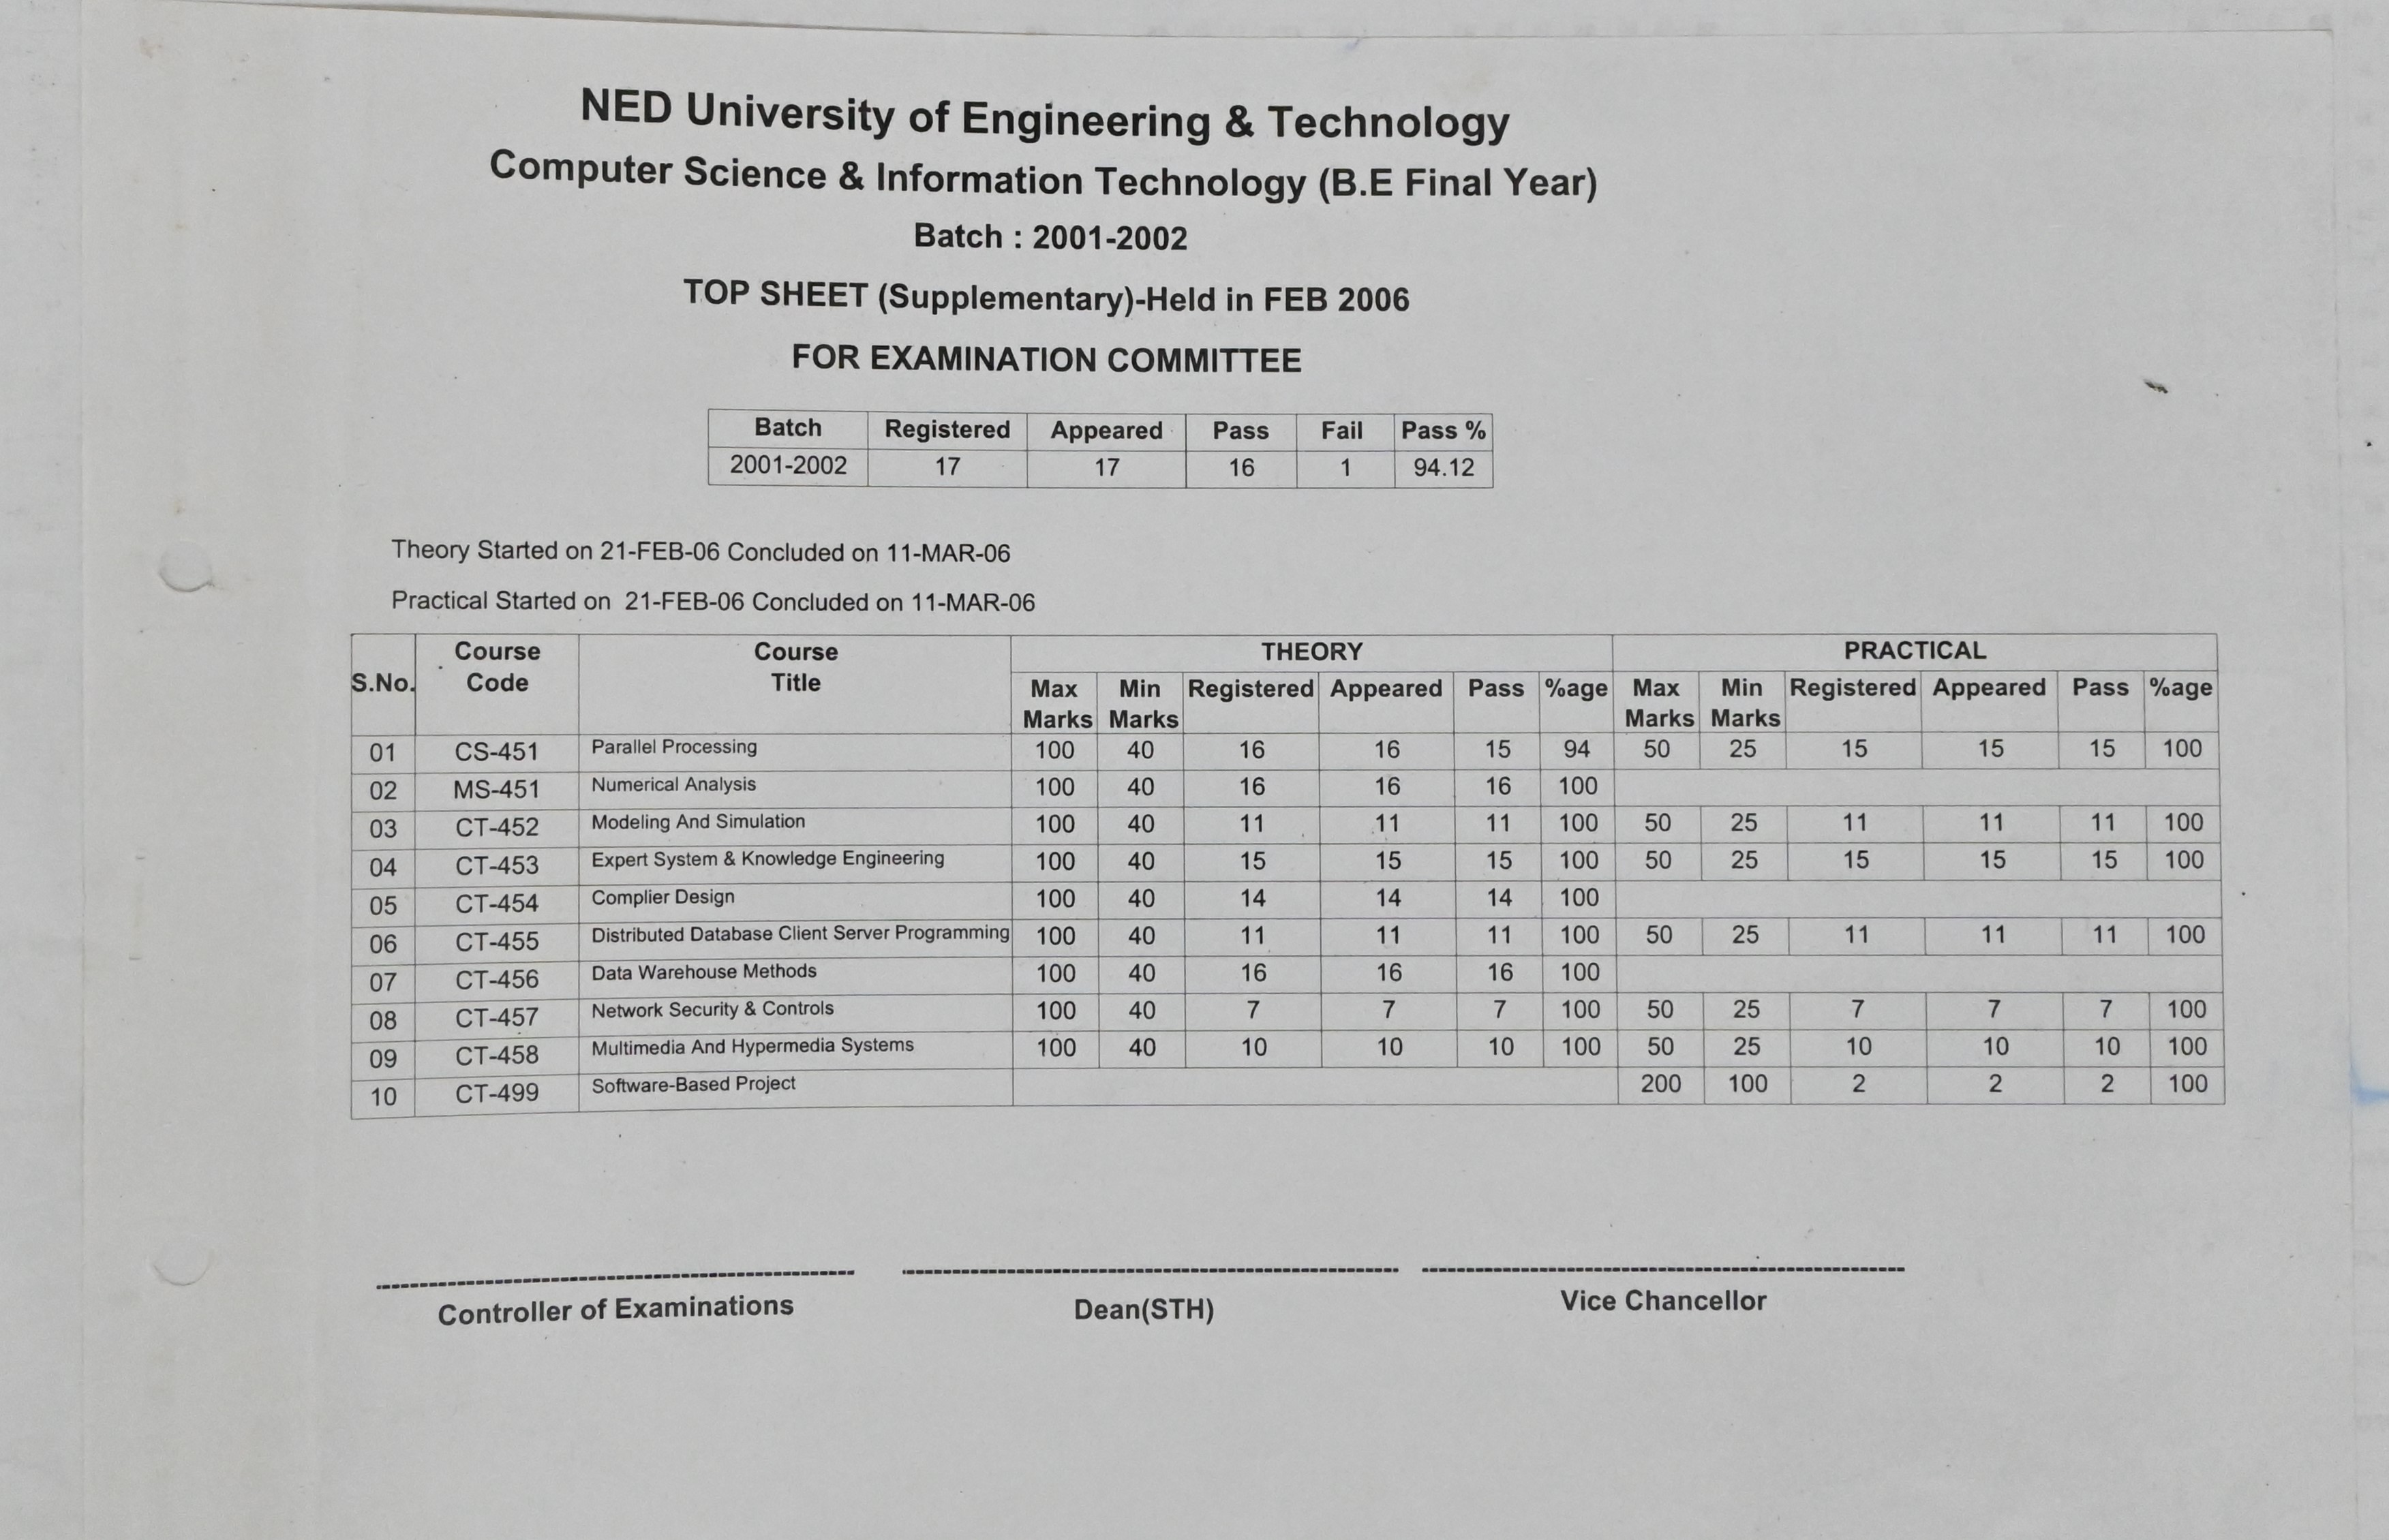 NED University of Engineering & Technology
Computer Science & Information Technology (B.E Final Year)
Batch : 2001-2002
TOP SHEET (Supplementary)-Held in FEB 2006
FOR EXAMINATION COMMITTEE
Batch Registered Appeared Pass Fail Pass %
2001-2002 17 17 16 1 94.12
Theory Started on 21-FEB-06 Concluded on 11-MAR-06
Practical Started on 21-FEB-06 Concluded on 11-MAR-06
S.No. Course Code Course Title THEORY PRACTICAL
Max Marks Min Marks Registered Appeared Pass %age Max Marks Min Marks Registered Appeared Pass %age
01 CS-451 Parallel Processing 100 40 16 16 15 94 50 25 15 15 15 100
02 MS-451 Numerical Analysis 100 40 16 16 16 100
03 CT-452 Modeling And Simulation 100 40 11 11 11 100 50 25 11 11 11 100
04 CT-453 Expert System & Knowledge Engineering 100 40 15 15 15 100 50 25 15 15 15 100
05 CT-454 Complier Design 100 40 14 14 14 100
06 CT-455 Distributed Database Client Server Programming 100 40 11 11 11 100 50 25 11 11 11 100
07 CT-456 Data Warehouse Methods 100 40 16 16 16 100
08 CT-457 Network Security & Controls 100 40 7 7 7 100 50 25 7 7 7 100
09 CT-458 Multimedia And Hypermedia Systems 100 40 10 10 10 100 50 25 10 10 10 100
10 CT-499 Software-Based Project 200 100 2 2 2 100
Controller of Examinations Dean(STH) Vice Chancellor